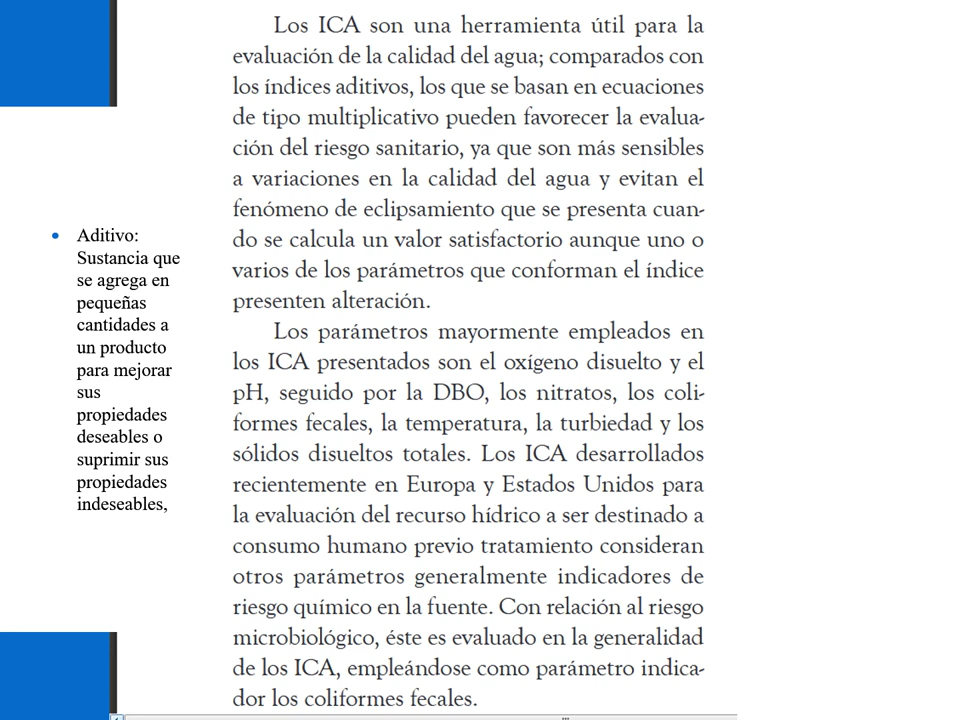 Los ICA son una herramienta útil para la
evaluación de la calidad del agua; comparados con
los índices aditivos, los que se basan en ecuaciones
de tipo multiplicativo pueden favorecer la evalua-
ción del riesgo sanitario, ya que son más sensibles
a variaciones en la calidad del agua y evitan el
fenómeno de eclipsamiento que se presenta cuan-
do se calcula un valor satisfactorio aunque uno o
varios de los parámetros que conforman el índice
presenten alteración.
Los parámetros mayormente empleados en
los ICA presentados son el oxígeno disuelto y el
pH, seguido por la DBO, los nitratos, los coli-
formes fecales, la temperatura, la turbiedad y los
sólidos disueltos totales. Los ICA desarrollados
recientemente en Europa y Estados Unidos para
la evaluación del recurso hídrico a ser destinado a
consumo humano previo tratamiento consideran
otros parámetros generalmente indicadores de
riesgo químico en la fuente. Con relación al riesgo
microbiológico, éste es evaluado en la generalidad
de los ICA, empleándose como parámetro indica-
dor los coliformes fecales.
• Aditivo:
Sustancia que
se agrega en
pequeñas
cantidades a
un producto
para mejorar
sus
propiedades
deseables o
suprimir sus
propiedades
indeseables,